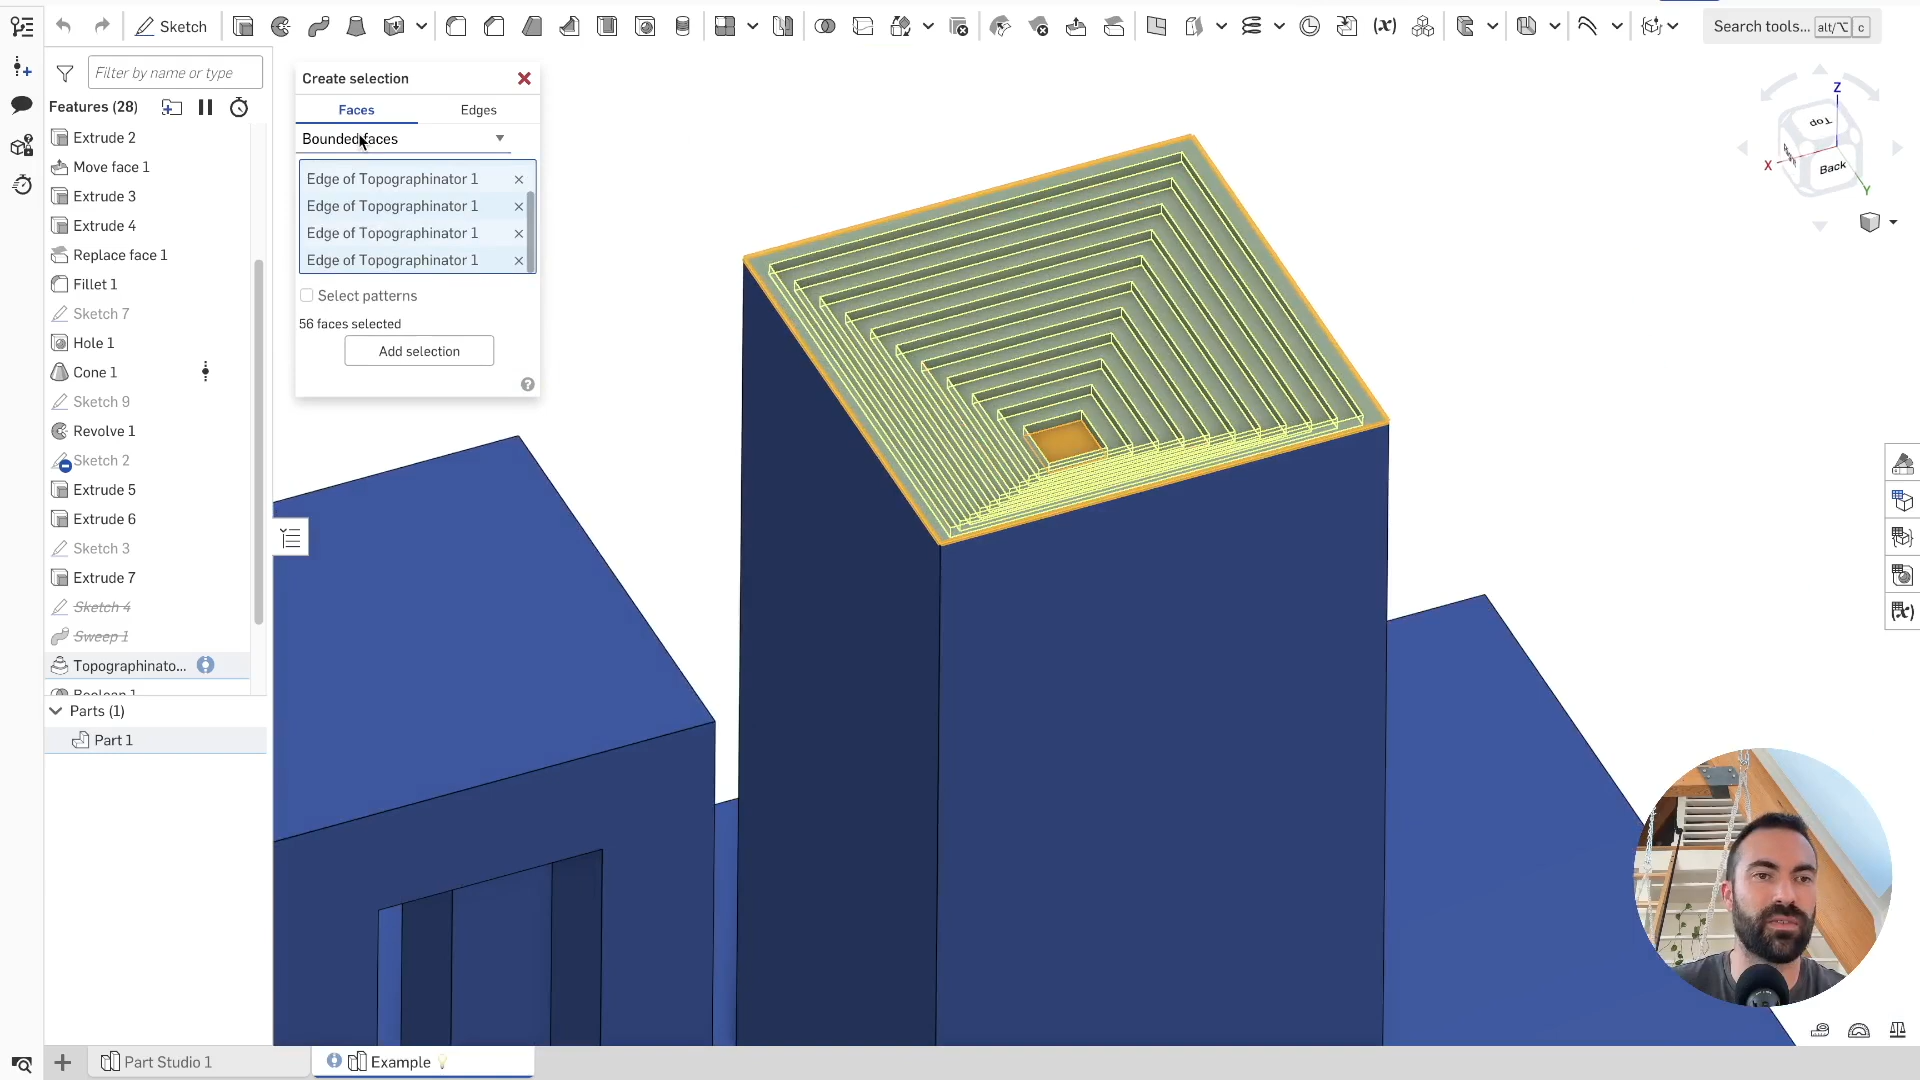 Sketch
Search tools...
alt/⌥ c
Filter by name or type
Features (28)
Extrude 2
Move face 1
Extrude 3
Extrude 4
Replace face 1
Fillet 1
Sketch 7
Hole 1
Cone 1
Sketch 9
Revolve 1
Sketch 2
Extrude 5
Extrude 6
Sketch 3
Extrude 7
Sketch 4
Sweep 1
Topographinato...
Boolean 1
Parts (1)
Part 1
Create selection
Faces
Edges
Bounded faces
Edge of Topographinator 1
Edge of Topographinator 1
Edge of Topographinator 1
Edge of Topographinator 1
Select patterns
56 faces selected
Add selection
Z
Top
Right
Back
X
Y
(x)
(x)
Part Studio 1
Example